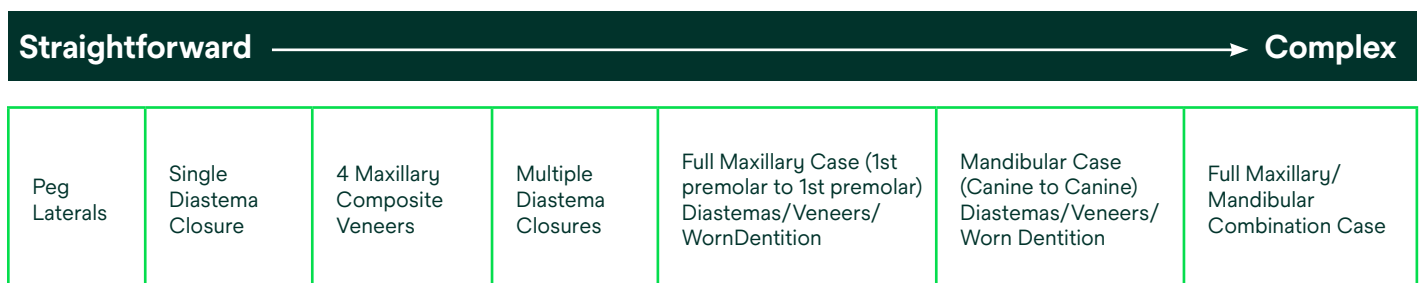 Straightforward
Complex
Peg
Laterals
Single
Diastema
Closure
4 Maxillary
Composite
Veneers
Multiple
Diastema
Closures
Full Maxillary Case (1st
premolar to 1st premolar)
Diastemas/Veneers/
WornDentition
Mandibular Case
(Canine to Canine)
Diastemas/Veneers/
Worn Dentition
Full Maxillary/
Mandibular
Combination Case